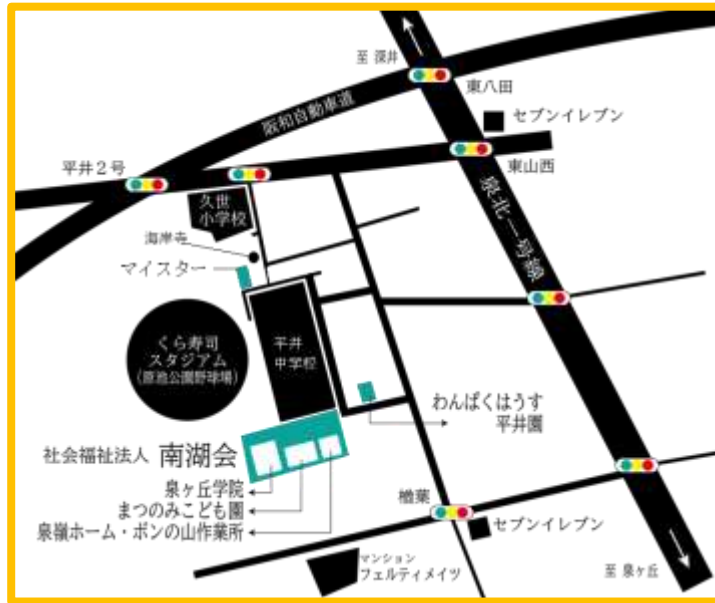 至 深井
東八田
セブンイレブン
阪和自動車道
平井２号
東山西
久世
小学校
泉北一号線
海岸寺
マイスター
くら寿司
スタジアム
(原池公園野球場)
平井
中学校
わんぱくはうす
平井園
社会福祉法人 南湖会
泉ヶ丘学院
まつのみこども園
泉嶺ホーム・ボンの山作業所
楢葉
セブンイレブン
マンション
フェルティメイツ
至 泉ヶ丘